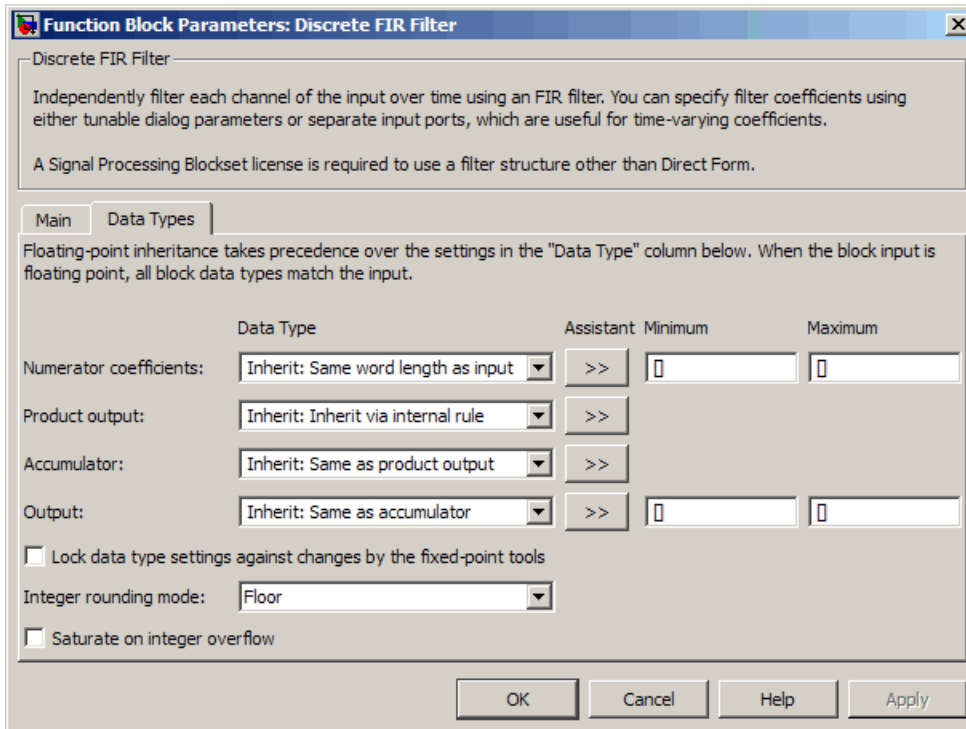 Function Block Parameters: Discrete FIR Filter
Discrete FIR Filter
Independently filter each channel of the input over time using an FIR filter. You can specify filter coefficients using
either tunable dialog parameters or separate input ports, which are useful for time-varying coefficients.
A Signal Processing Blockset license is required to use a filter structure other than Direct Form.
Main Data Types
Floating-point inheritance takes precedence over the settings in the "Data Type" column below. When the block input is
floating point, all block data types match the input.
Data Type Assistant Minimum Maximum
Numerator coefficients: Inherit: Same word length as input >> [] []
Product output: Inherit: Inherit via internal rule >>
Accumulator: Inherit: Same as product output >>
Output: Inherit: Same as accumulator >> [] []
Lock data type settings against changes by the fixed-point tools
Integer rounding mode: Floor
Saturate on integer overflow
OK Cancel Help Apply